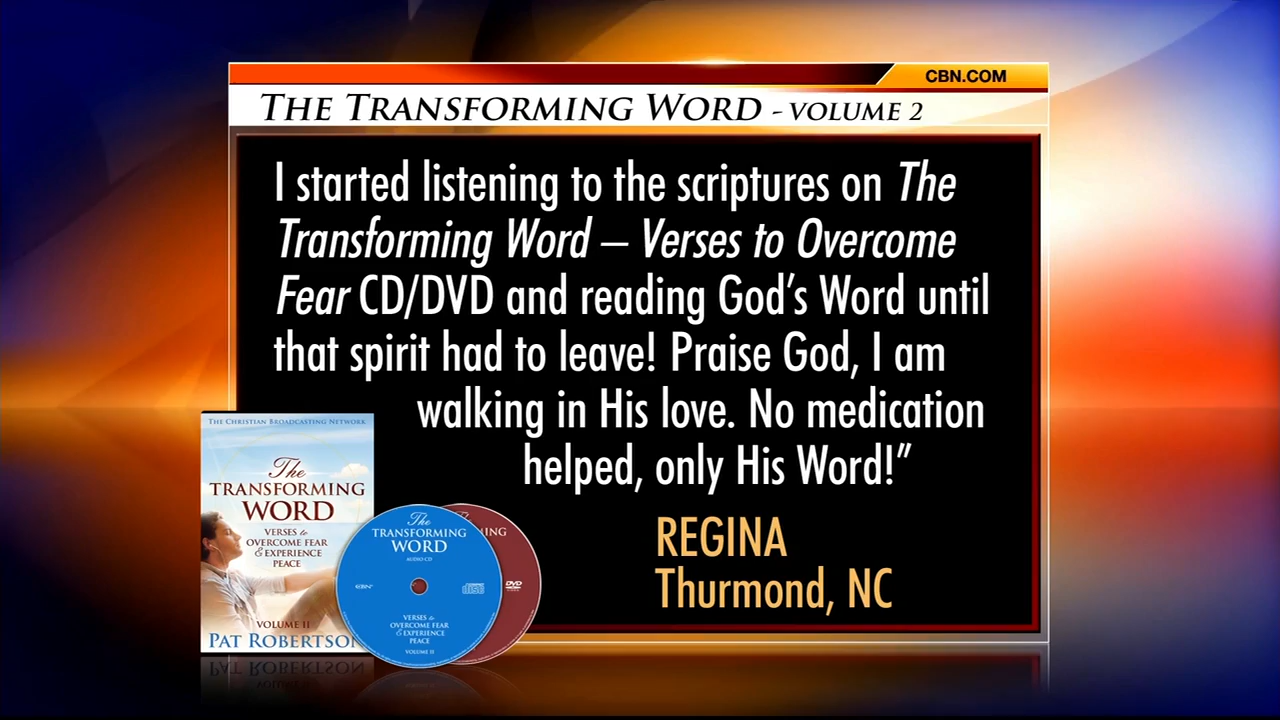 CBN.COM
THE TRANSFORMING WORD - VOLUME 2
I started listening to the scriptures on The
Transforming Word – Verses to Overcome
Fear CD/DVD and reading God's Word until
that spirit had to leave! Praise God, I am
walking in His love. No medication
helped, only His Word!”
REGINA
Thurmond, NC
THE CHRISTIAN BROADCASTING NETWORK
The
TRANSFORMING
WORD
VERSES to
OVERCOME FEAR
& EXPERIENCE
PEACE
VOLUME II
PAT ROBERTSON
The
TRANSFORMING
WORD
AUDIO CD
CBN
VERSES to
OVERCOME FEAR
& EXPERIENCE
PEACE
VOLUME II
DVD